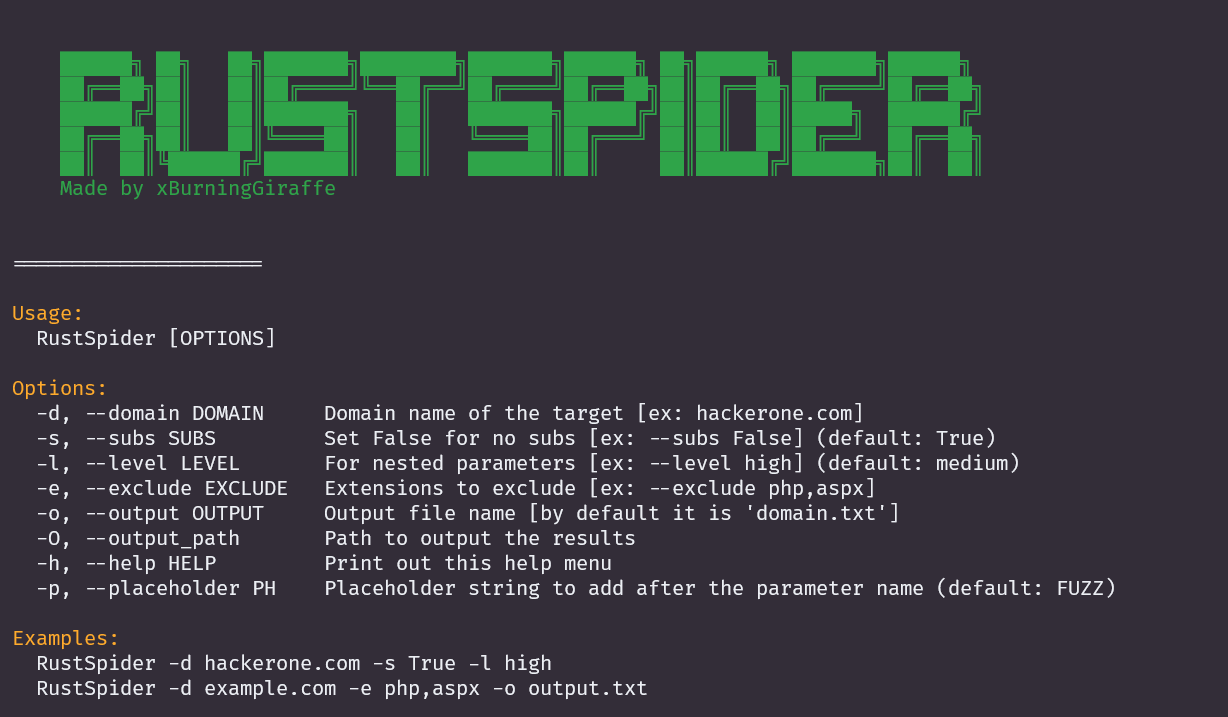 RUSTSPIDER
Made by xBurningGiraffe
=====================
Usage:
RustSpider [OPTIONS]
Options:
-d, --domain DOMAIN     Domain name of the target [ex: hackerone.com]
-s, --subs SUBS         Set False for no subs [ex: --subs False] (default: True)
-l, --level LEVEL       For nested parameters [ex: --level high] (default: medium)
-e, --exclude EXCLUDE   Extensions to exclude [ex: --exclude php,aspx]
-o, --output OUTPUT     Output file name [by default it is 'domain.txt']
-O, --output_path       Path to output the results
-h, --help HELP         Print out this help menu
-p, --placeholder PH    Placeholder string to add after the parameter name (default: FUZZ)
Examples:
RustSpider -d hackerone.com -s True -l high
RustSpider -d example.com -e php,aspx -o output.txt